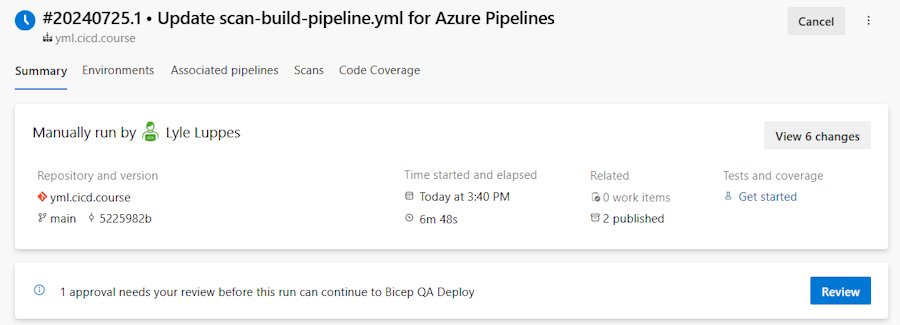 #20240725.1 • Update scan-build-pipeline.yml for Azure Pipelines
Cancel
yml.cicd.course
Summary Environments Associated pipelines Scans Code Coverage
Manually run by Lyle Luppes
View 6 changes
Repository and version
yml.cicd.course
main 5225982b
Time started and elapsed
Today at 3:40 PM
6m 48s
Related
0 work items
2 published
Tests and coverage
Get started
1 approval needs your review before this run can continue to Bicep QA Deploy
Review